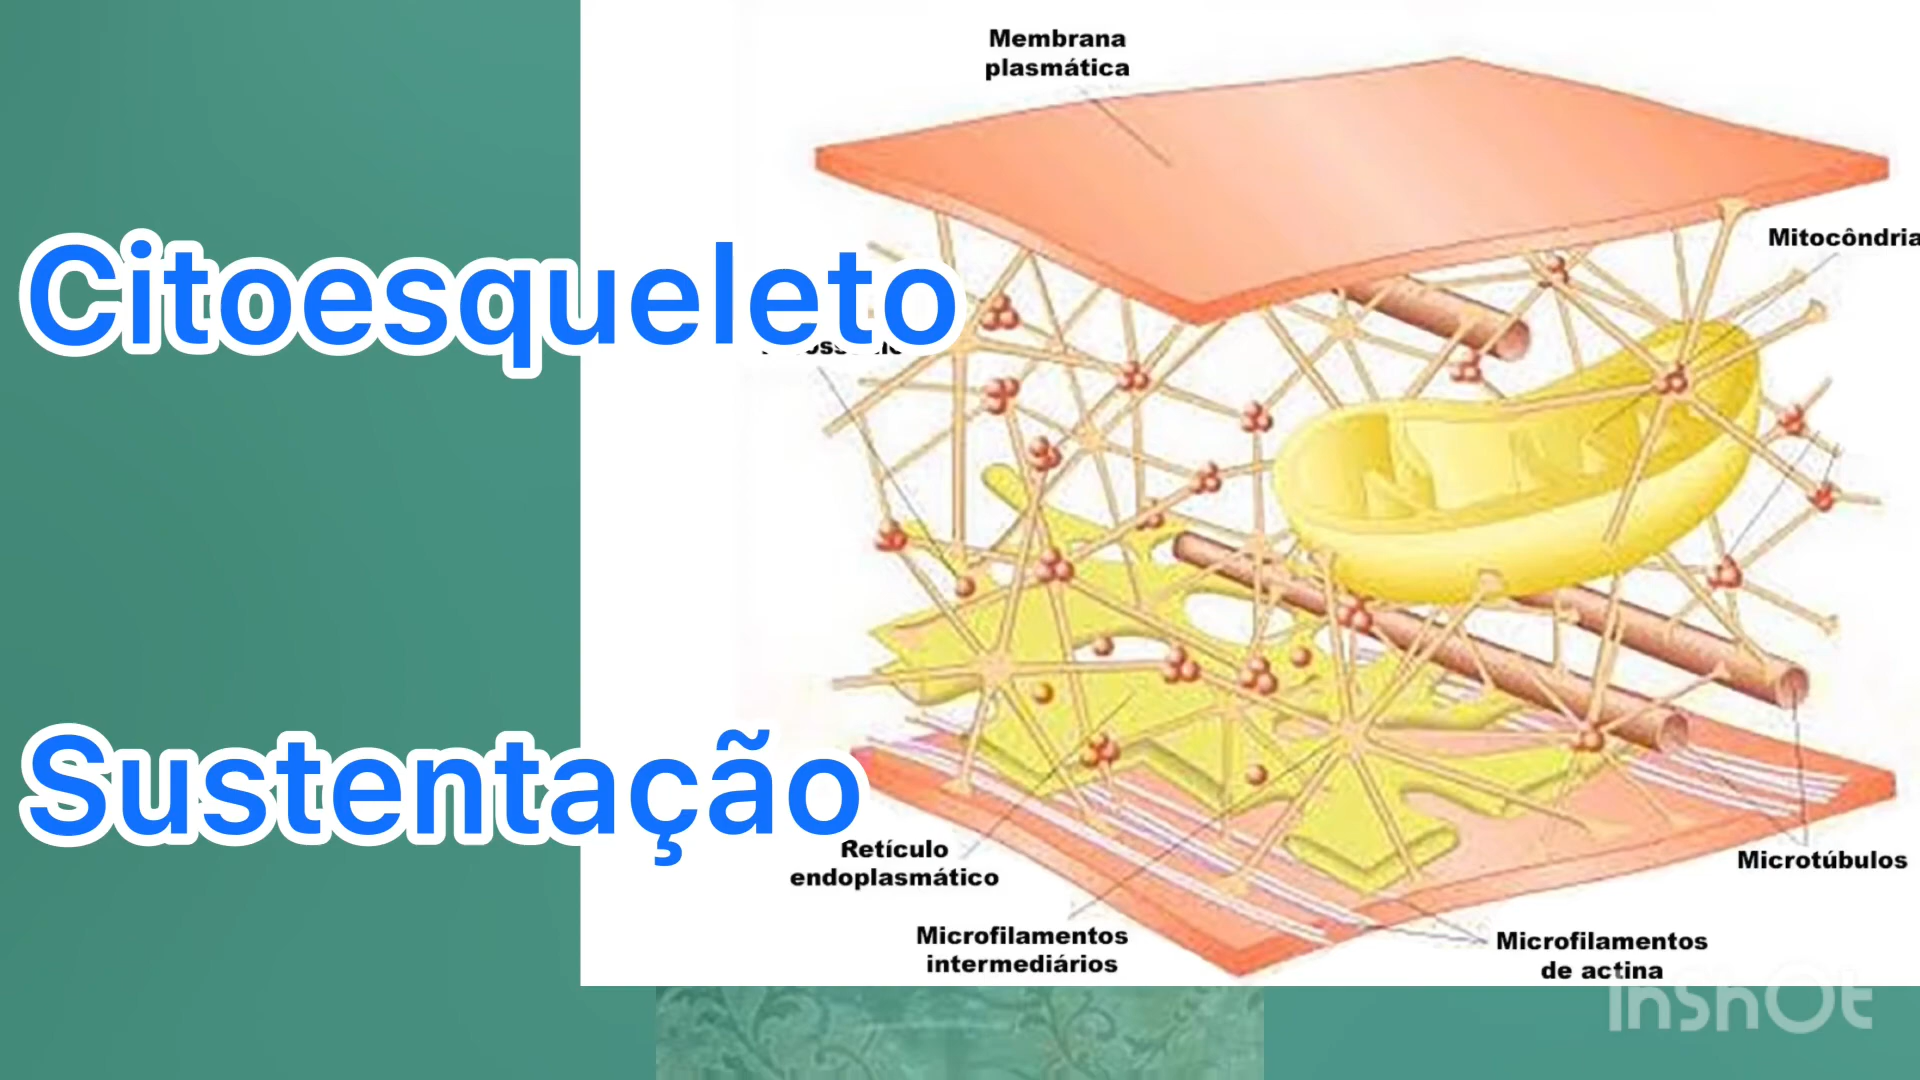 Membrana
plasmática
Mitocôndria
Citoesqueleto
Sustentação
Retículo
endoplasmático
Microtúbulos
Microfilamentos
intermediários
Microfilamentos
de actina
InShOt